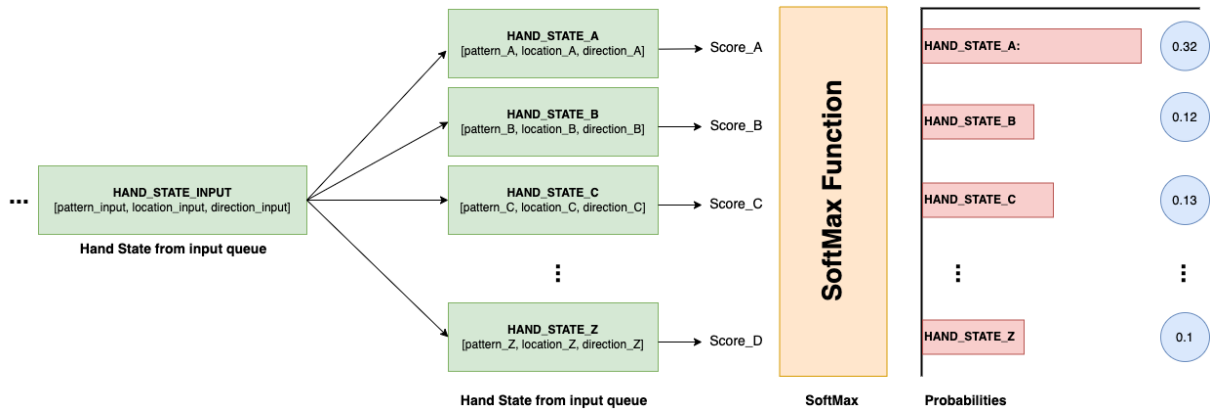 ...
HAND_STATE_INPUT
[pattern_input, location_input, direction_input]
Hand State from input queue
HAND_STATE_A
[pattern_A, location_A, direction_A]
HAND_STATE_B
[pattern_B, location_B, direction_B]
HAND_STATE_C
[pattern_C, location_C, direction_C]
...
HAND_STATE_Z
[pattern_Z, location_Z, direction_Z]
Hand State from input queue
Score_A
Score_B
Score_C
Score_D
SoftMax Function
SoftMax
HAND_STATE_A:
0.32
HAND_STATE_B
0.12
HAND_STATE_C
0.13
...
...
HAND_STATE_Z
0.1
Probabilities